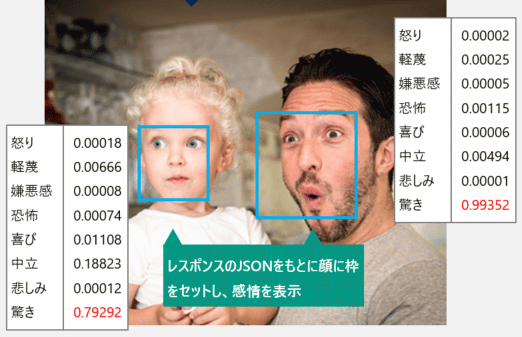 怒り 0.00002
軽蔑 0.00025
嫌悪感 0.00005
恐怖 0.00115
喜び 0.00006
中立 0.00494
悲しみ 0.00001
驚き 0.99352
怒り 0.00018
軽蔑 0.00666
嫌悪感 0.00008
恐怖 0.00074
喜び 0.01108
中立 0.18823
悲しみ 0.00012
驚き 0.79292
レスポンスのJSONをもとに顔に枠
をセットし、感情を表示